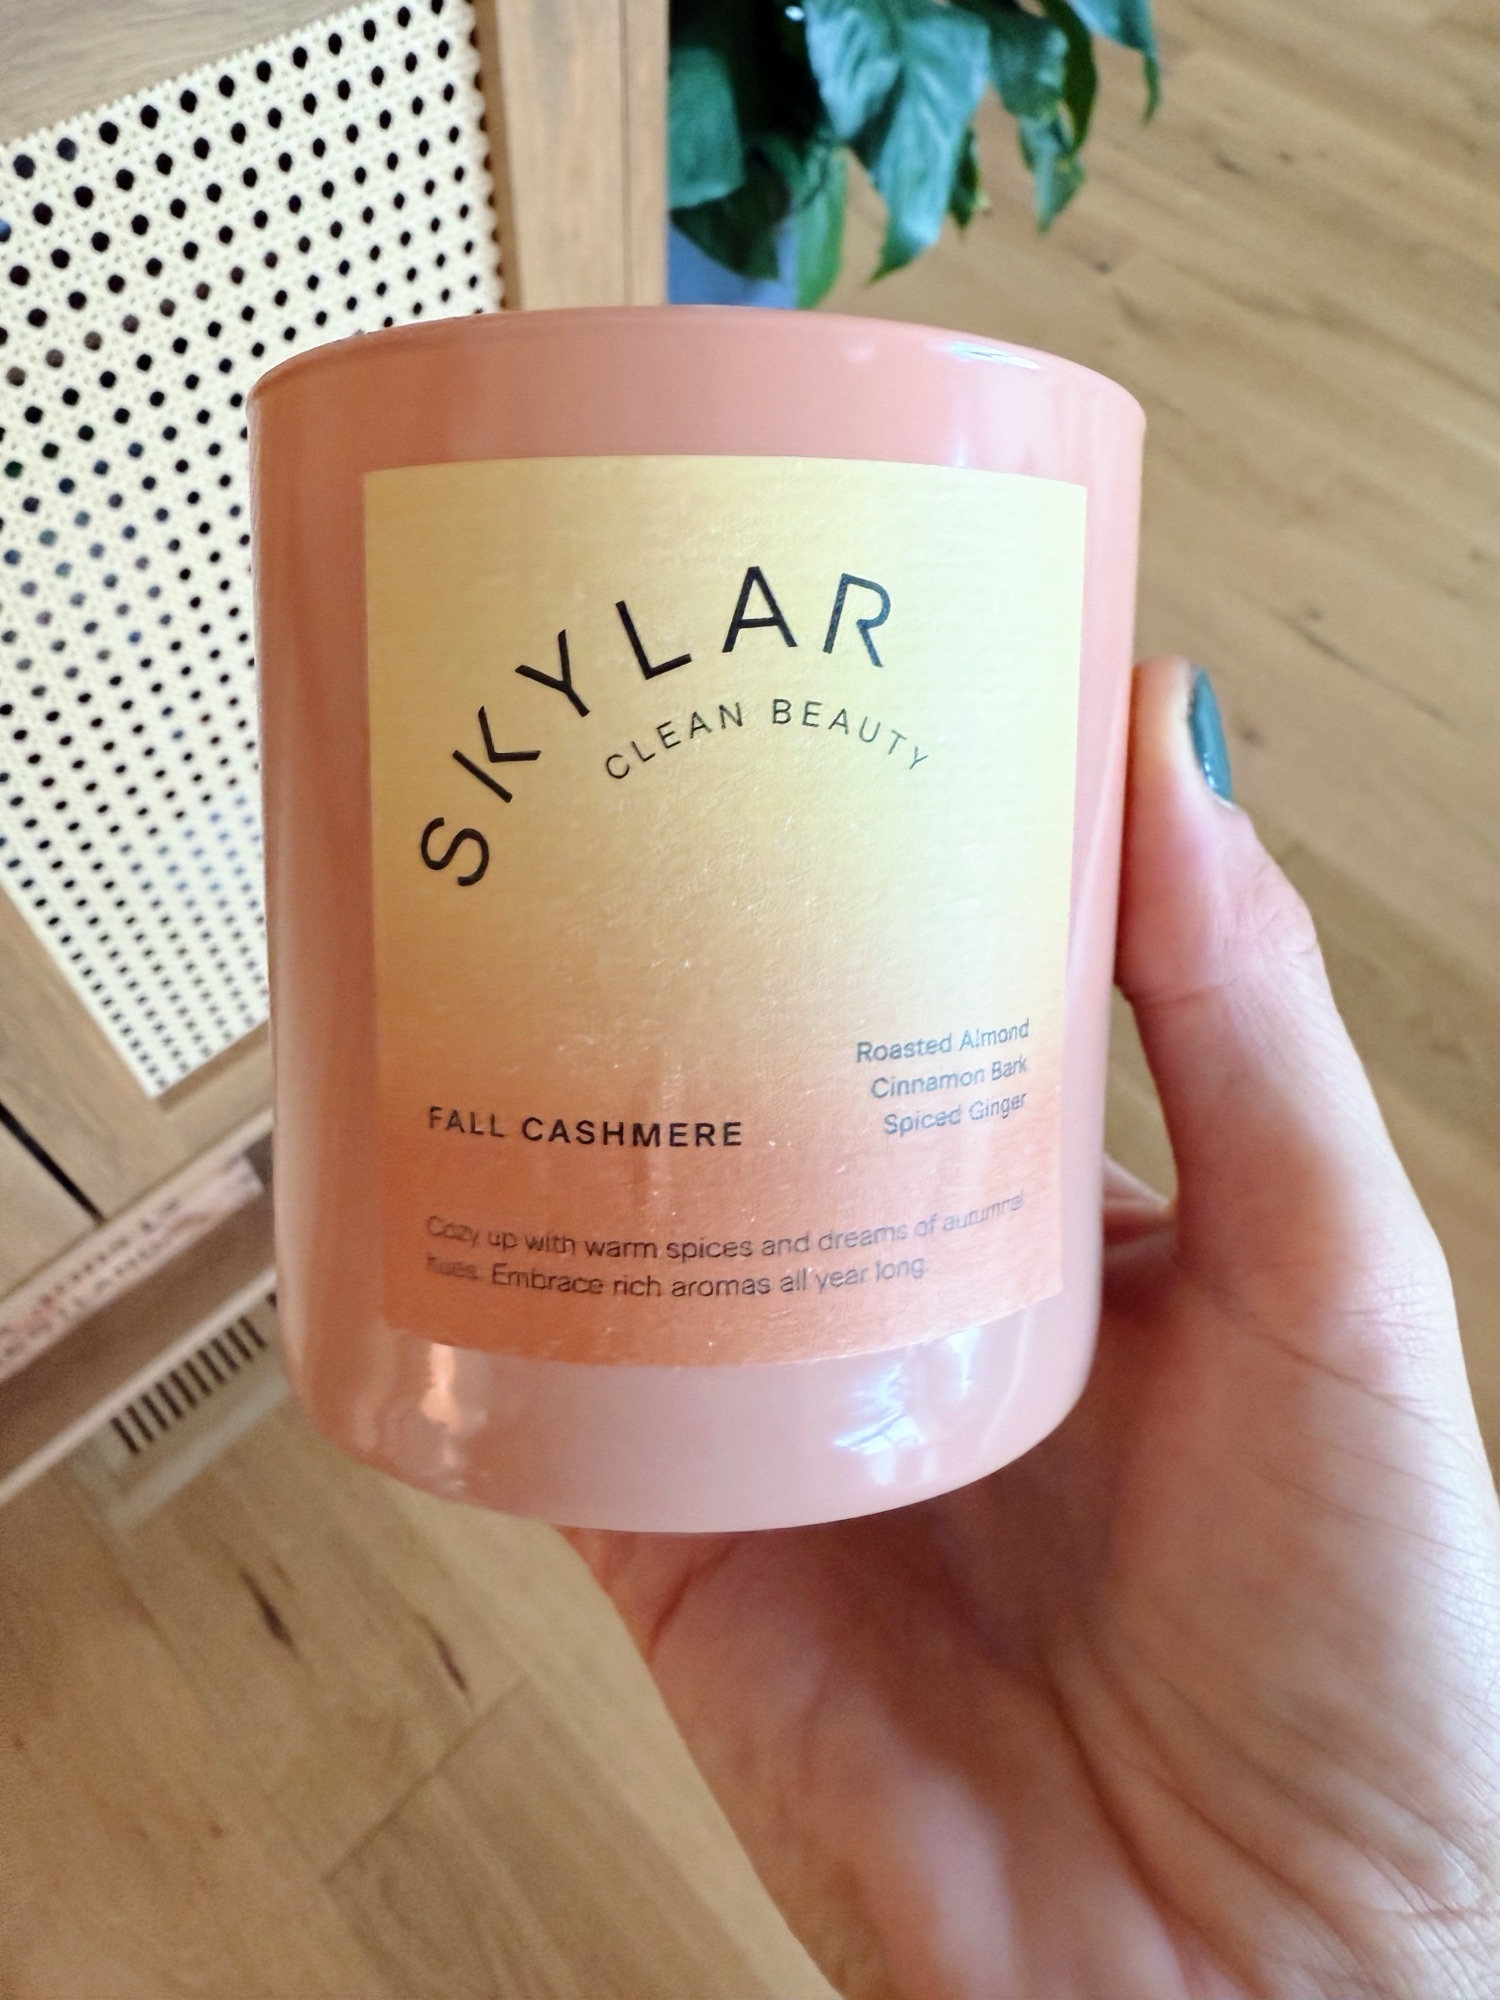 SKYLAR
CLEAN BEAUTY
Roasted Almond
Cinnamon Bark
Spiced Ginger
FALL CASHMERE
Cozy up with warm spices and dreams of autumnal
hues. Embrace rich aromas all year long.